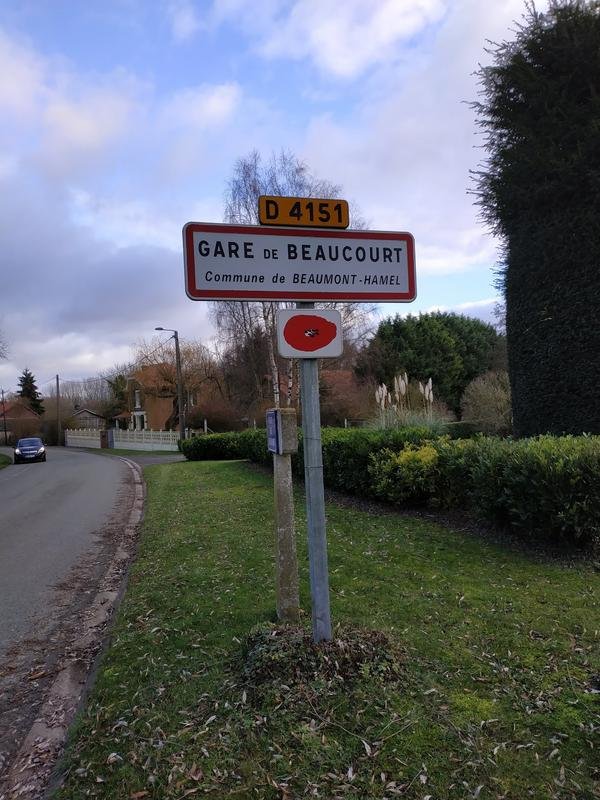 D 4151
GARE DE BEAUCOURT
Commune de BEAUMONT-HAMEL